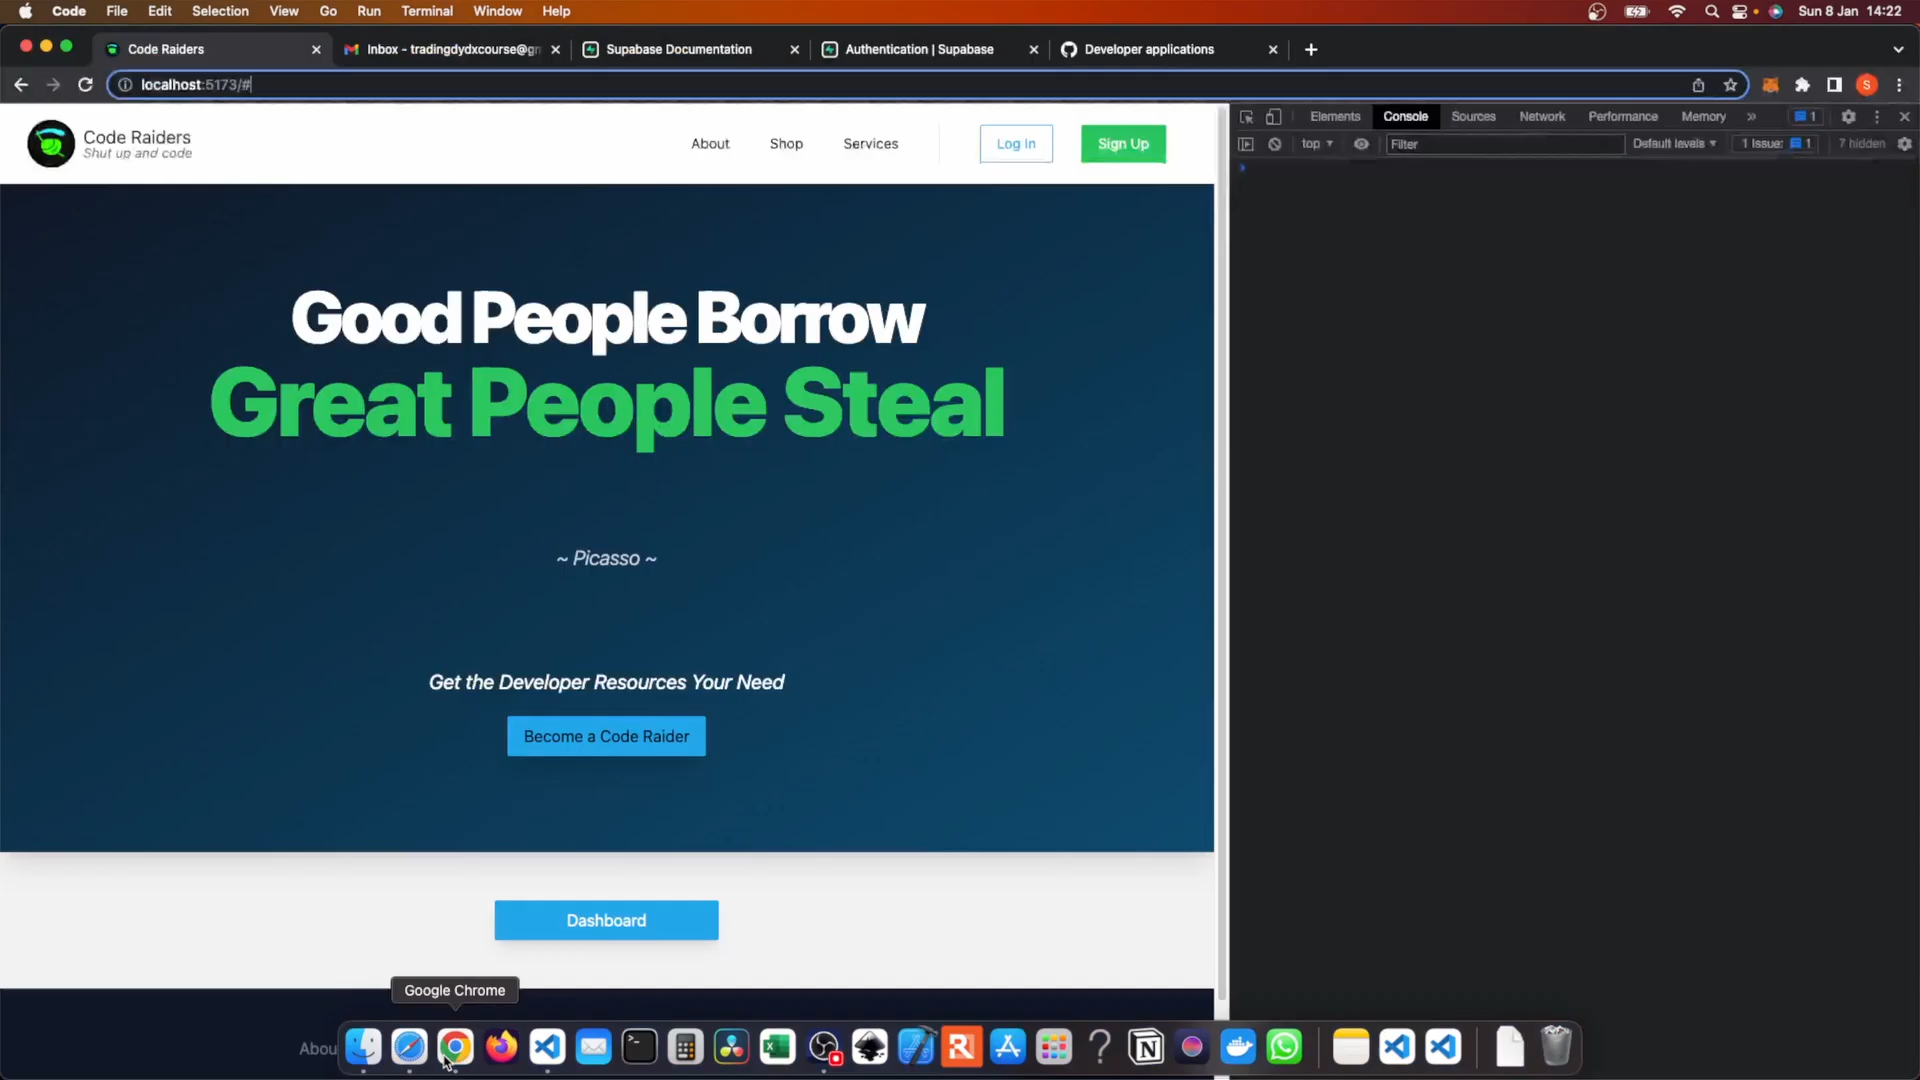 Code File Edit Selection View Go Run Terminal Window Help Sun 8 Jan 14:22
Code Raiders Inbox - tradingdydxcourse@gm Supabase Documentation Authentication | Supabase Developer applications
localhost:5173/#
S
Elements Console Sources Network Performance Memory 1
top Filter Default levels 1 Issue: 1 7 hidden
Code Raiders
Shut up and code
About Shop Services Log In Sign Up
Good People Borrow
Great People Steal
~ Picasso ~
Get the Developer Resources Your Need
Become a Code Raider
Dashboard
Google Chrome
Abou